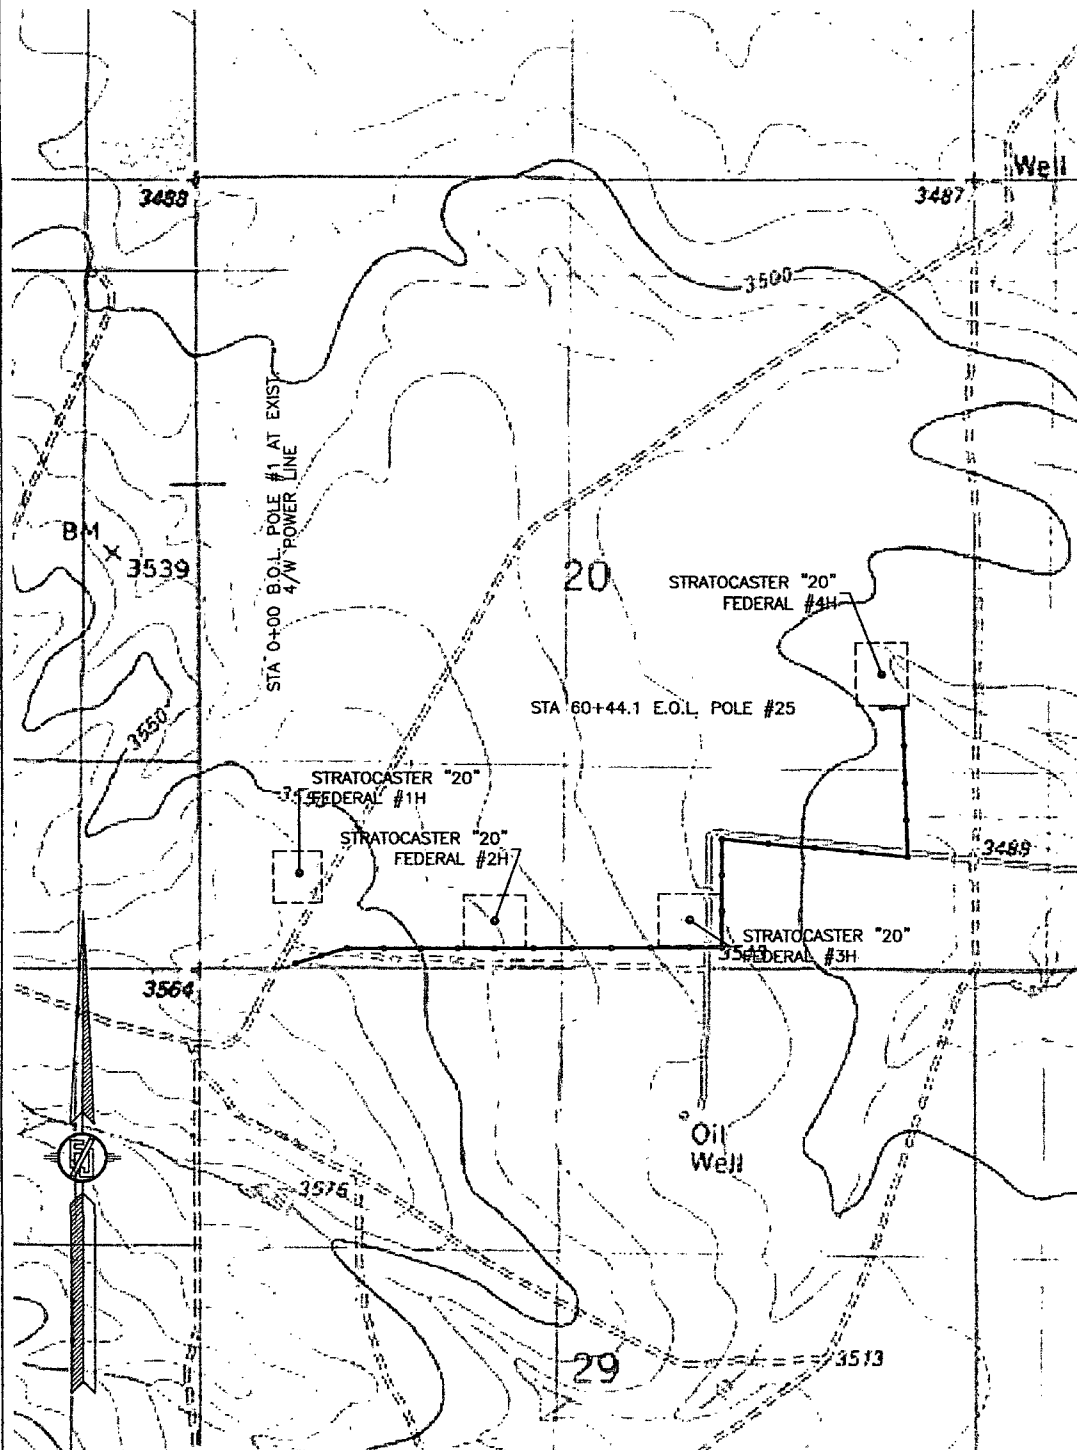 Well
3488
3487
3500
STA 0+00 B.O.L. POLE #1 AT EXIST.
4/W POWER LINE
BM
3539
20
STRATOCASTER "20"
FEDERAL #4H
STA 60+44.1 E.O.L. POLE #25
3550
STRATOCASTER "20"
FEDERAL #1H
STRATOCASTER "20"
FEDERAL #2H
3489
STRATOCASTER "20"
FEDERAL #3H
3564
Oil
Well
3576
29
3513